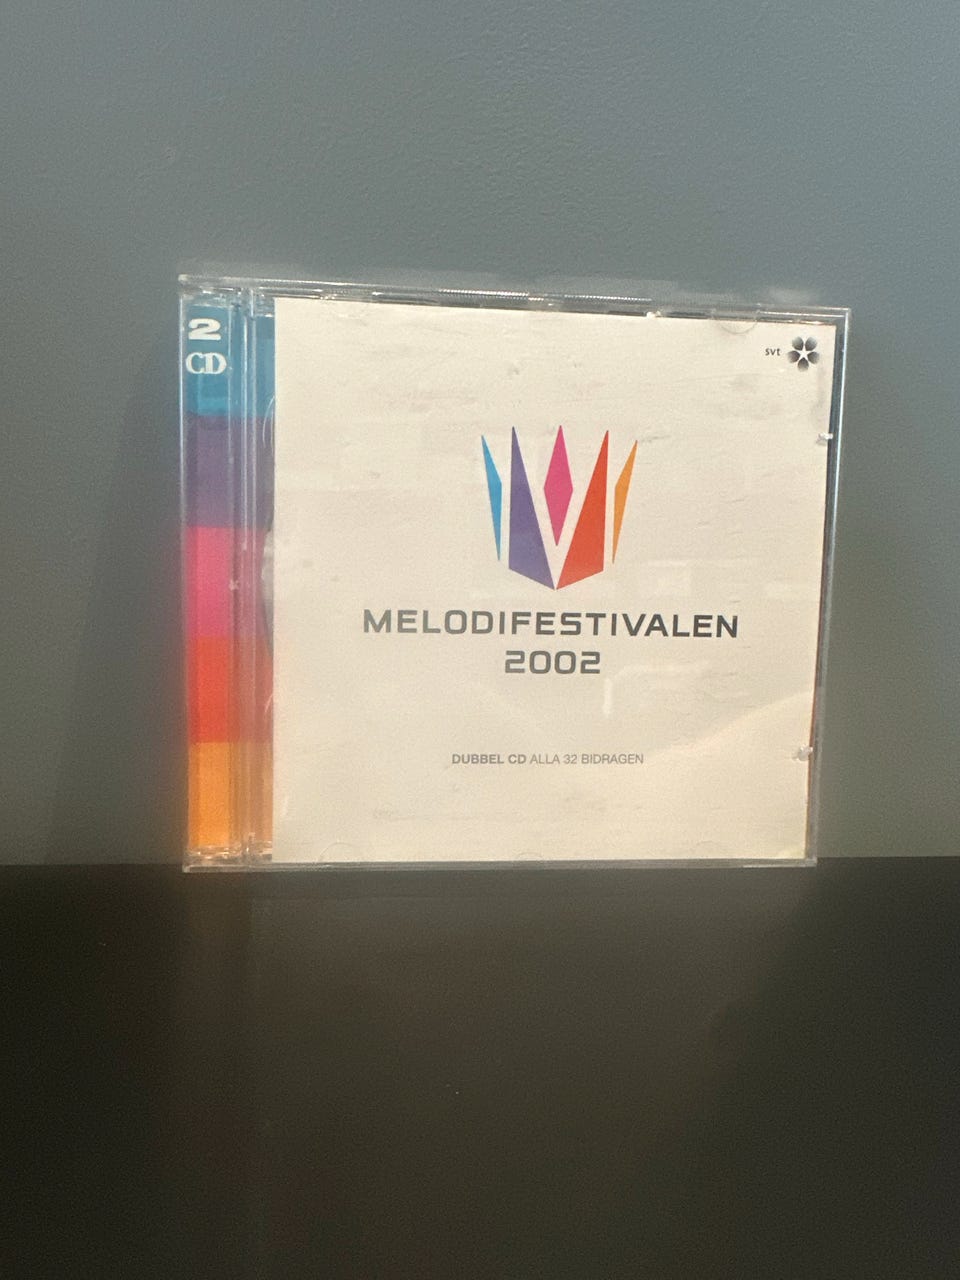 2
CD
svt
MELODIFESTIVALEN
2002
DUBBEL CD ALLA 32 BIDRAGEN